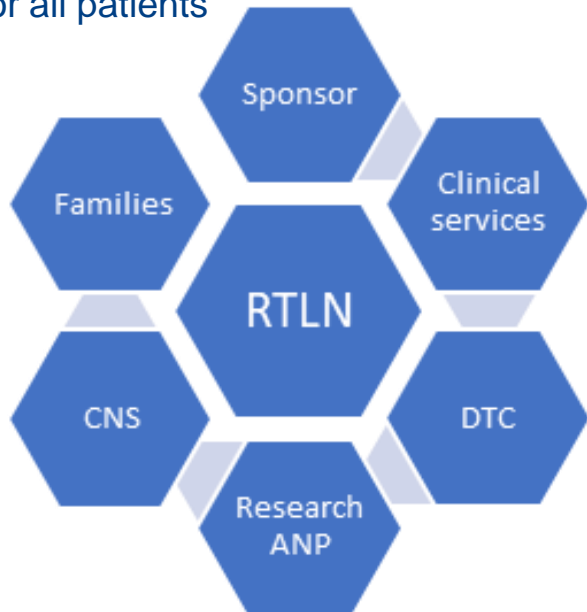 or all patients
Sponsor
Clinical
services
Families
RTLN
CNS
DTC
Research
ANP